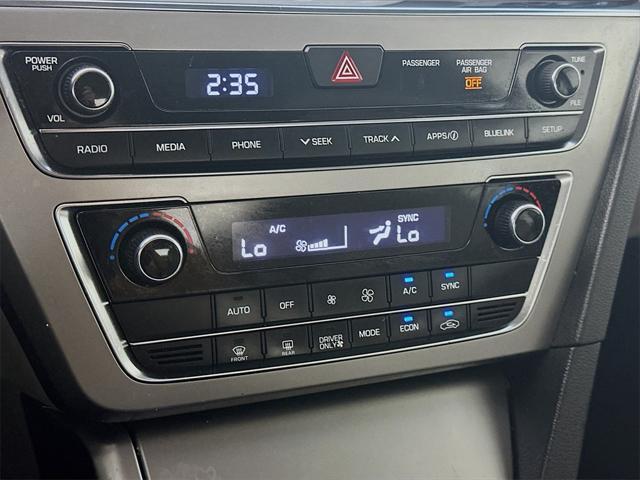 POWER
PUSH
VOL
2:35
PASSENGER
PASSENGER
AIR BAG
OFF
TUNE
FILE
RADIO
MEDIA
PHONE
SEEK
TRACK
APPS/i
BLUELINK
SETUP
A/C
SYNC
Lo
Lo
AUTO
OFF
A/C
SYNC
FRONT
REAR
DRIVER
ONLY
MODE
ECON